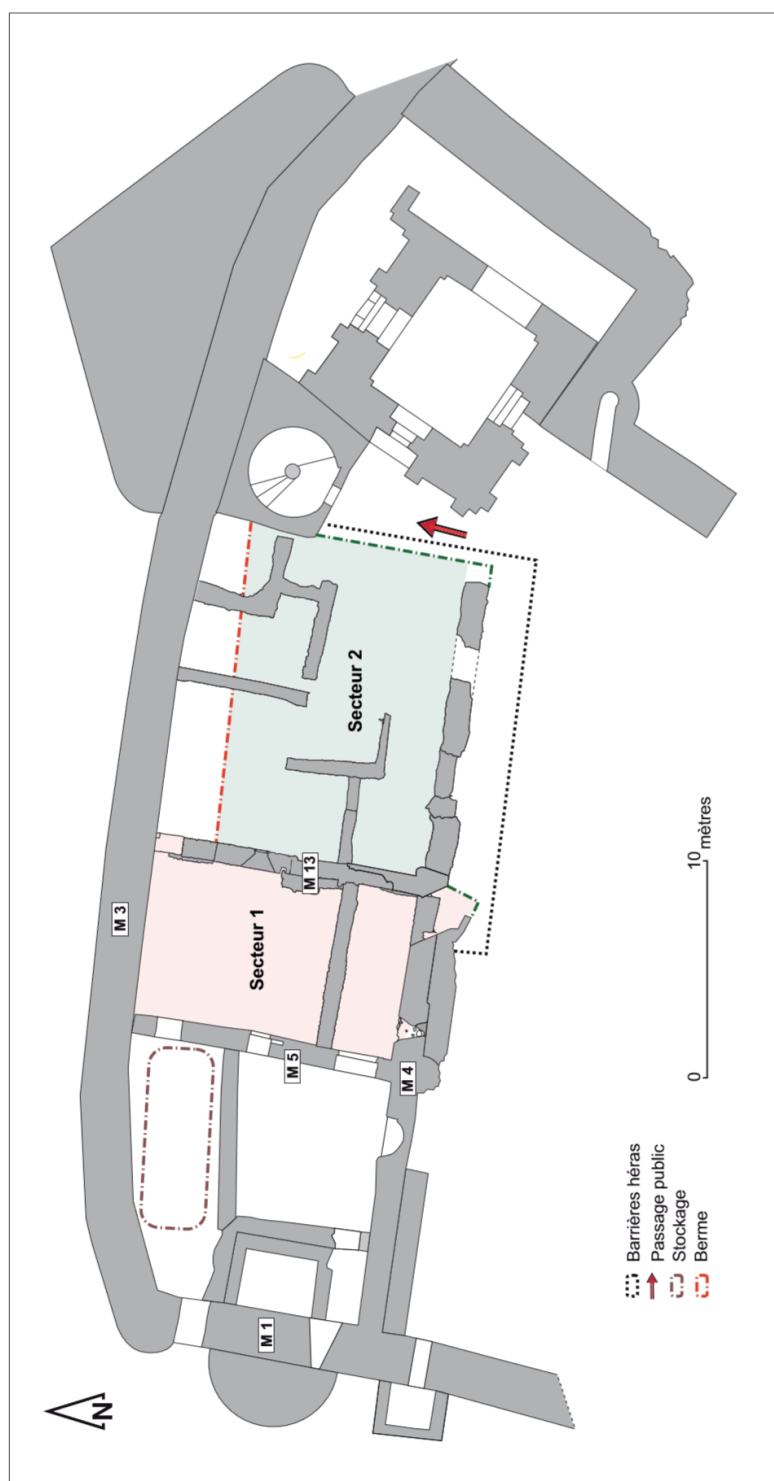 N
M 3
Secteur 1
M 13
Secteur 2
M 5
M 4
M 1
0
10
mètres
Barrières héras
Passage public
Stockage
Berme